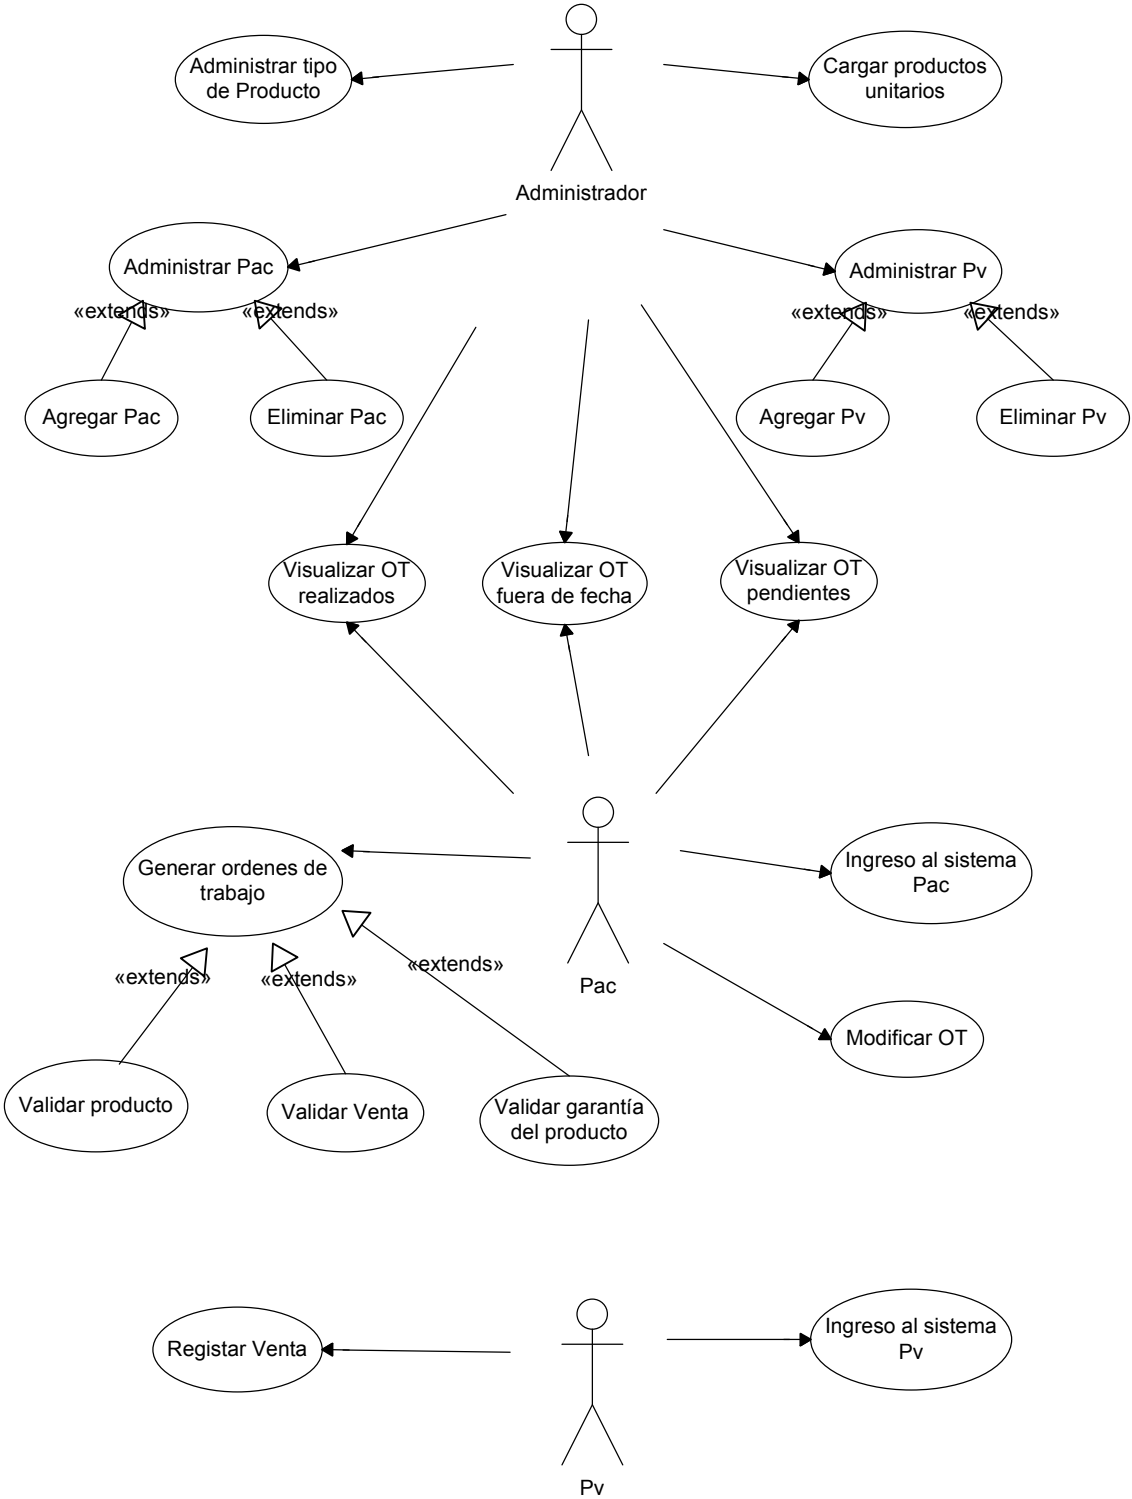 Administrar tipo
de Producto
Cargar productos
unitarios
Administrador
Administrar Pac
Administrar Pv
«extends»
«extends»
«extends»
«extends»
Agregar Pac
Eliminar Pac
Agregar Pv
Eliminar Pv
Visualizar OT
realizados
Visualizar OT
fuera de fecha
Visualizar OT
pendientes
Generar ordenes de
trabajo
Ingreso al sistema
Pac
«extends»
«extends»
«extends»
Pac
Modificar OT
Validar producto
Validar Venta
Validar garantía
del producto
Registar Venta
Ingreso al sistema
Pv
Pv